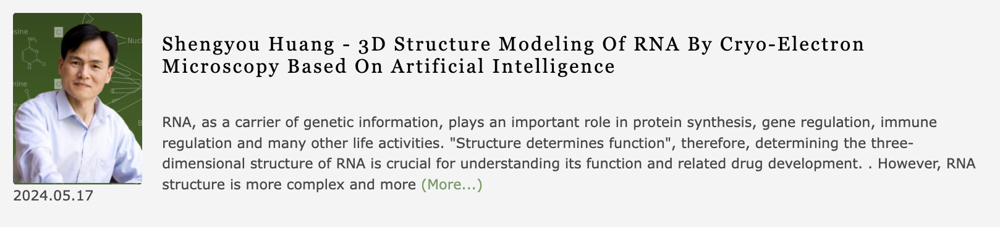 Shengyou Huang - 3D Structure Modeling Of RNA By Cryo-Electron
Microscopy Based On Artificial Intelligence
RNA, as a carrier of genetic information, plays an important role in protein synthesis, gene regulation, immune
regulation and many other life activities. "Structure determines function", therefore, determining the three-
dimensional structure of RNA is crucial for understanding its function and related drug development. . However, RNA
structure is more complex and more (More...)
2024.05.17
osine
C
NH₂
N
N
H
O
Nucl
nine
G
O
B